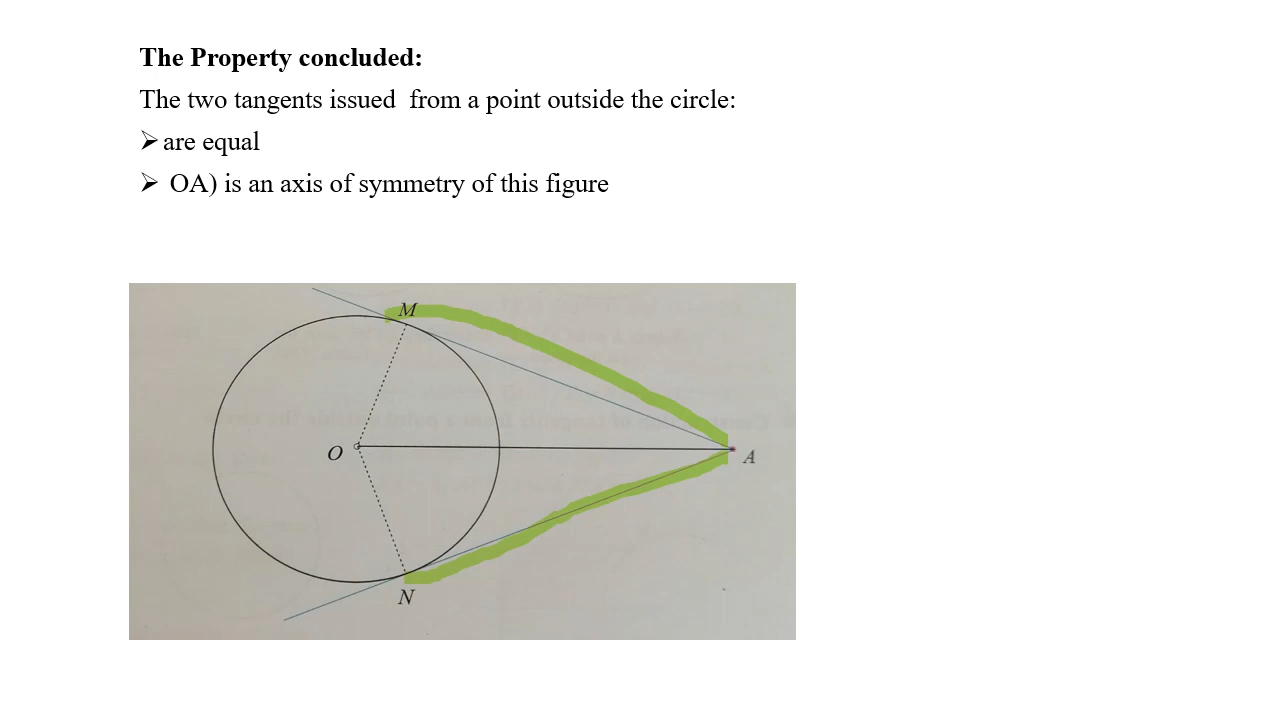 The Property concluded:
The two tangents issued  from a point outside the circle:
➢ are equal
➢ OA) is an axis of symmetry of this figure
M
O
A
N